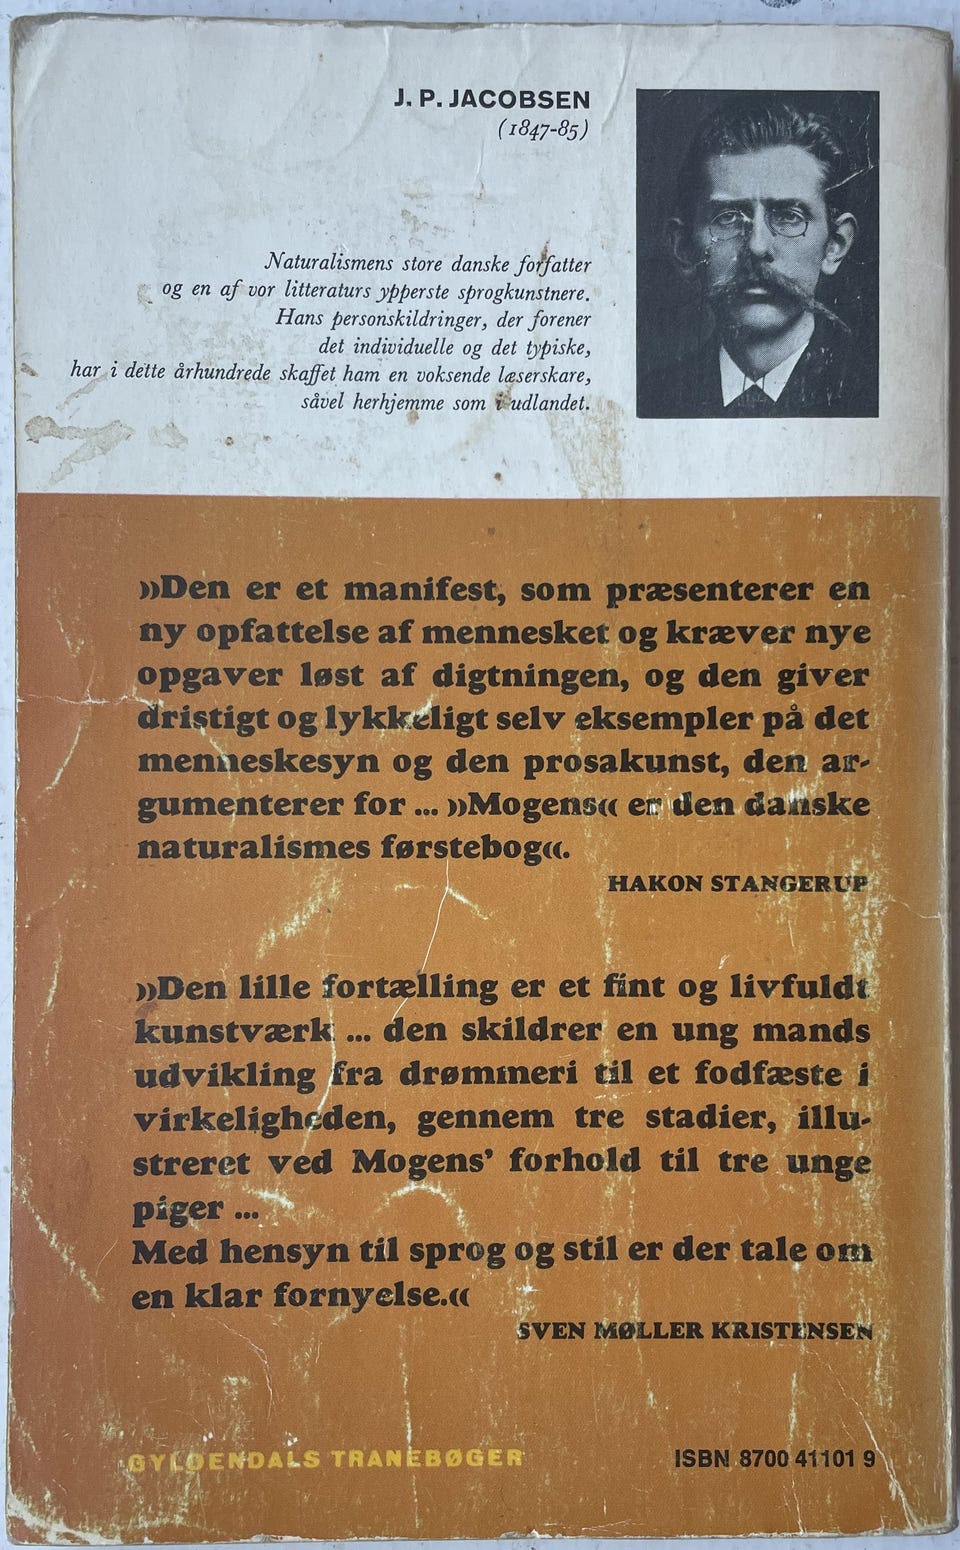 J. P. JACOBSEN
(1847-85)
Naturalismens store danske forfatter
og en af vor litteraturs ypperste sprogkunstnere.
Hans personskildringer, der forener
det individuelle og det typiske,
har i dette århundrede skaffet ham en voksende læserskare,
såvel herhjemme som i udlandet.
»Den er et manifest, som præsenterer en
ny opfattelse af mennesket og kræver nye
opgaver løst af digtningen, og den giver
dristigt og lykkeligt selv eksempler på det
menneskesyn og den prosakunst, den ar-
gumenterer for ... »Mogens« er den danske
naturalismes førstebog«.
HAKON STANGERUP
»Den lille fortælling er et fint og livfuldt
kunstværk ... den skildrer en ung mands
udvikling fra drømmeri til et fodfæste i
virkeligheden, gennem tre stadier, illu-
streret ved Mogens’ forhold til tre unge
piger ...
Med hensyn til sprog og stil er der tale om
en klar fornyelse.«
SVEN MØLLER KRISTENSEN
GYLDENDALS TRANEBØGER
ISBN 8700 41101 9